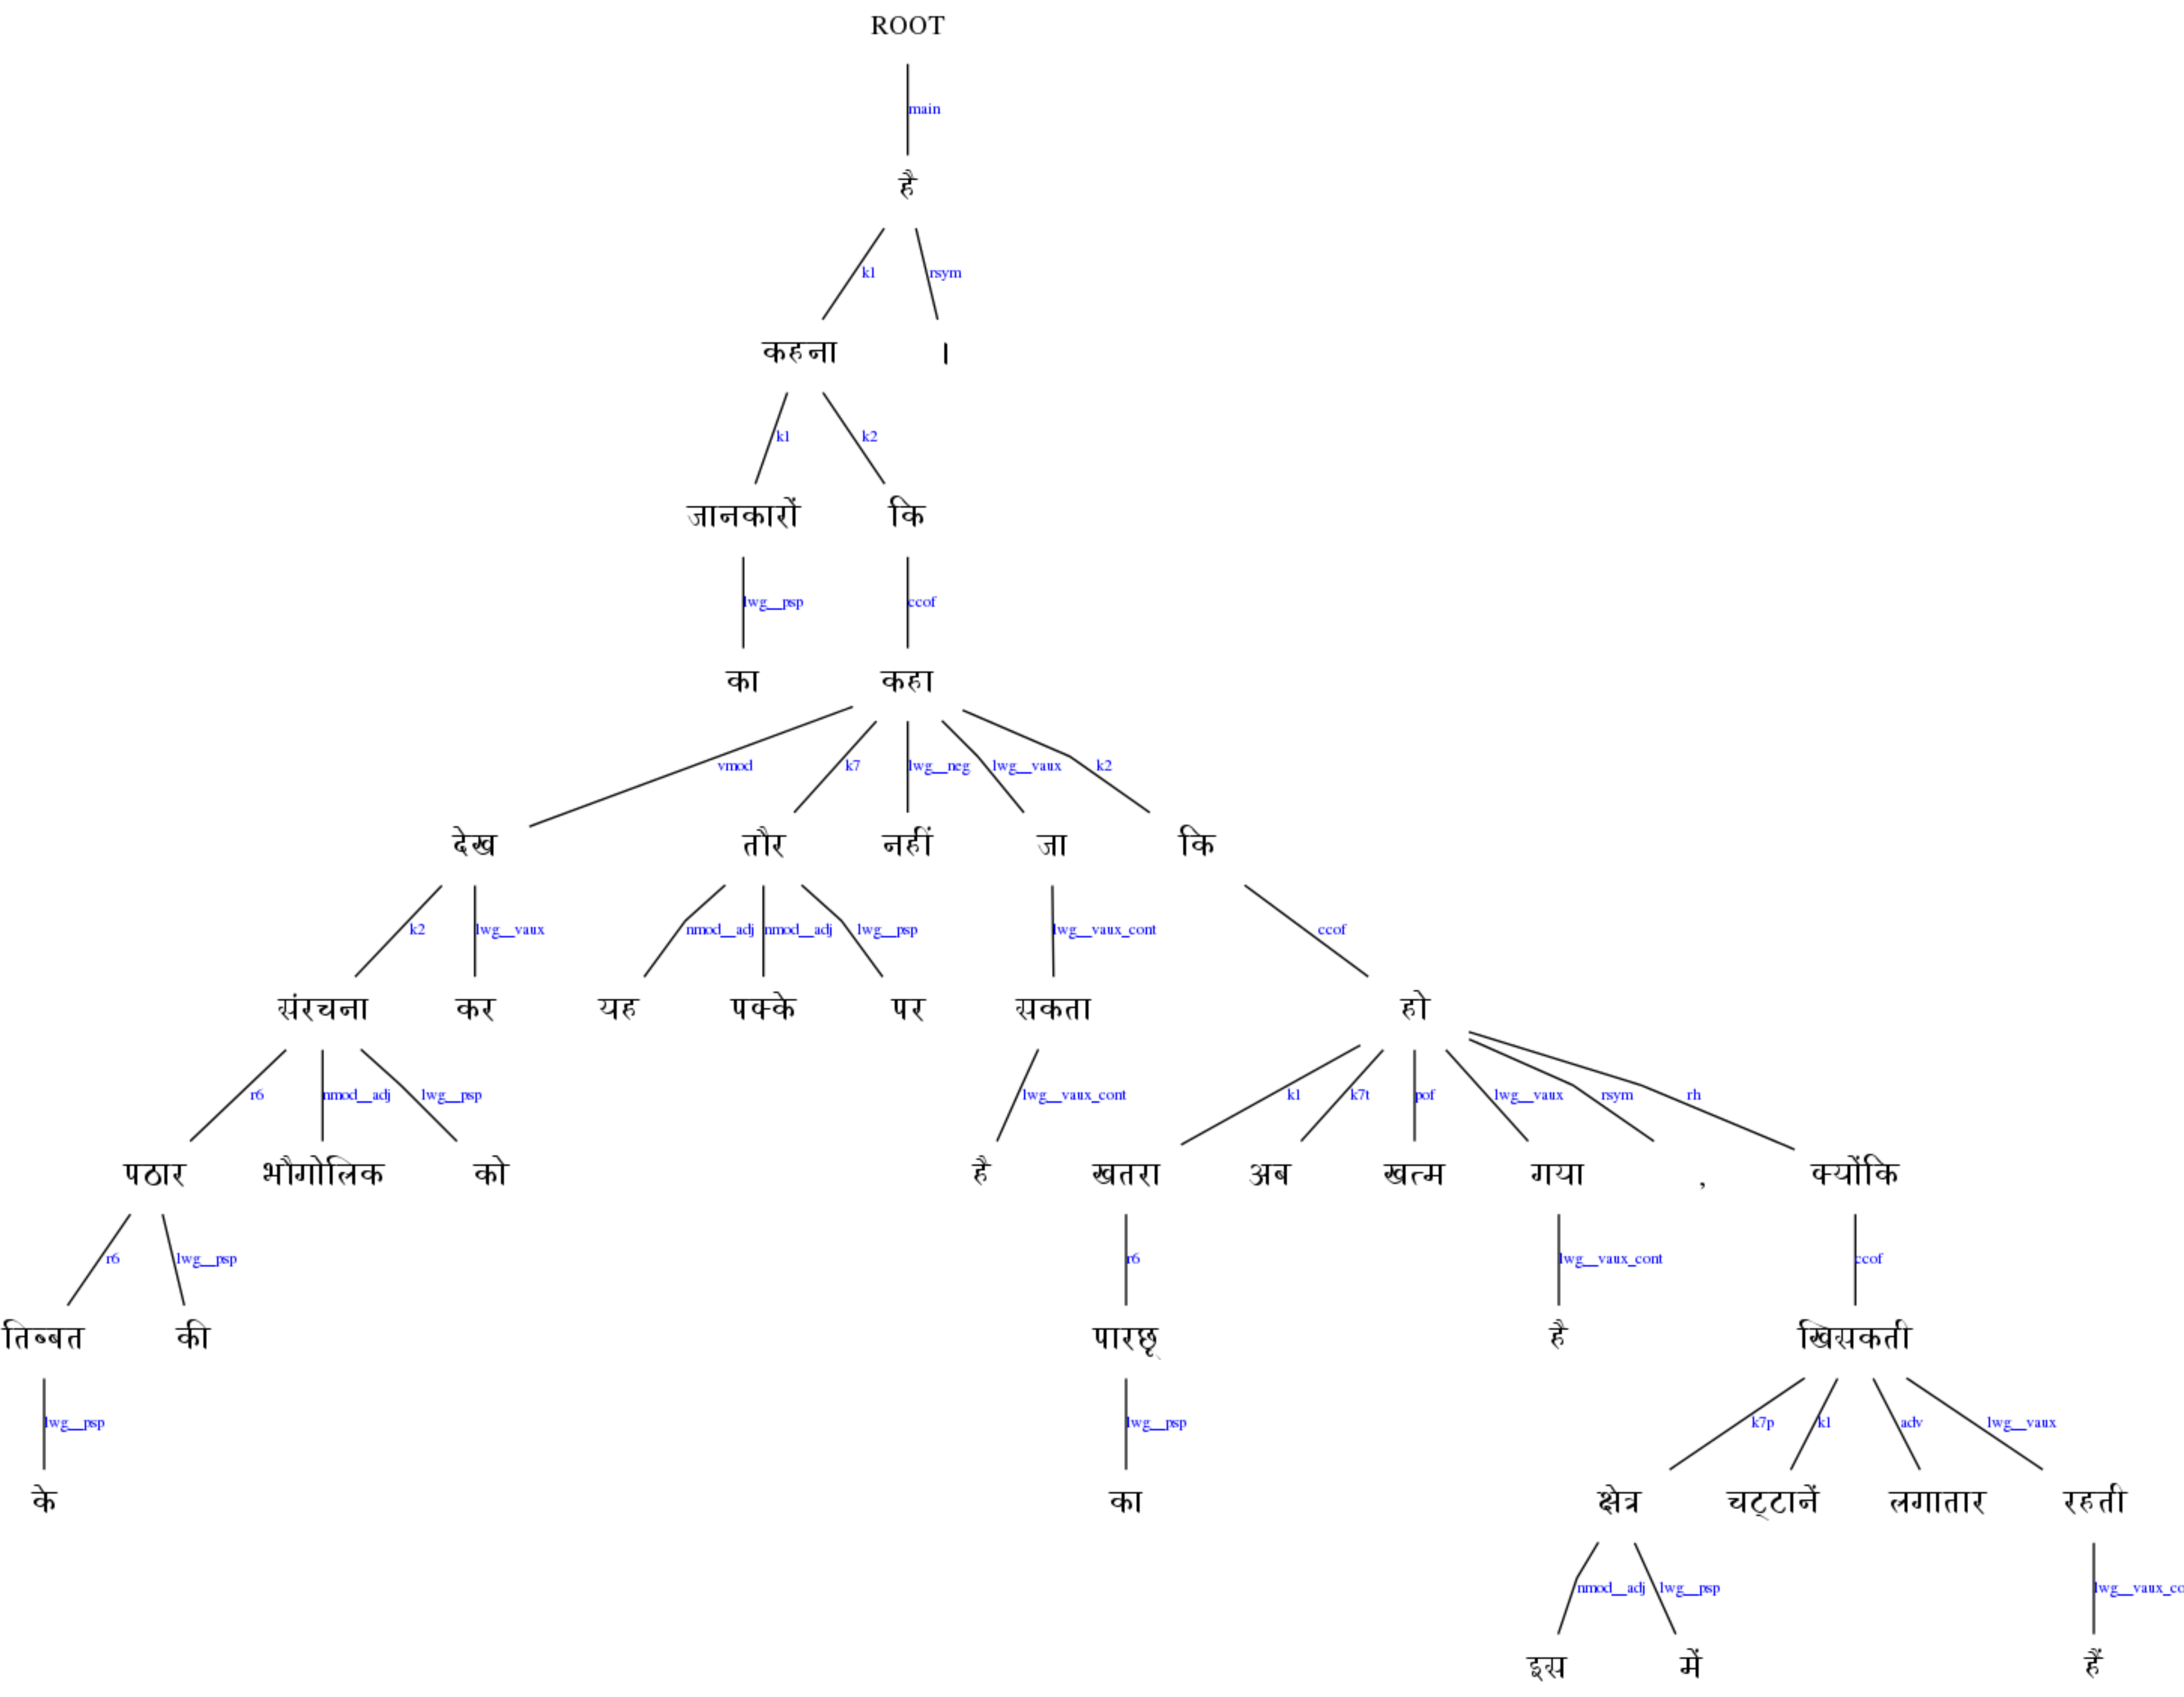 ROOT
main
है
k1 rsym
कहना ।
k1 k2
जानकारों कि
lwg__psp ccof
का कहा
vmod k7 lwg__neg lwg__vaux k2
देख तौर नहीं जा कि
k2 lwg__vaux nmod__adj nmod__adj lwg__psp lwg__vaux_cont ccof
संरचना कर यह पक्के पर सकता हो
r6 nmod__adj lwg__psp lwg__vaux_cont k1 k7t pof lwg__vaux rsym rh
पठार भौगोलिक को है खतरा अब खत्म गया , क्योंकि
r6 lwg__psp r6 lwg__vaux_cont ccof
तिब्बत की पारछू है खिसकती
lwg__psp lwg__psp k7p k1 adv lwg__vaux
के का क्षेत्र चट्टानें लगातार रहती
nmod__adj lwg__psp lwg__vaux_co
इस में हैं